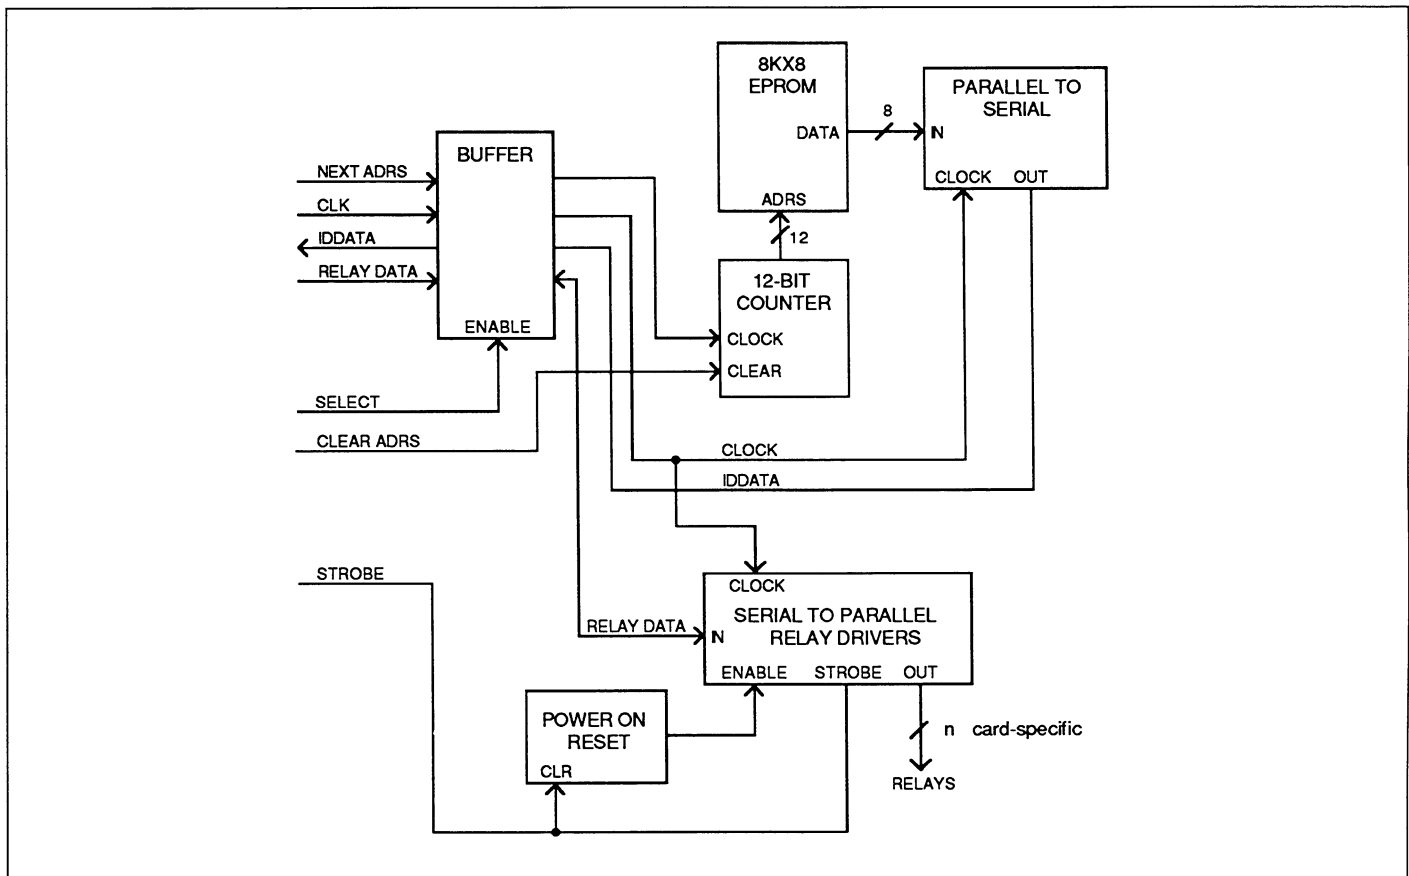 8KX8
EPROM
DATA
ADRS
8
PARALLEL TO
SERIAL
IN
CLOCK OUT
BUFFER
ENABLE
NEXT ADRS
CLK
IDDATA
RELAY DATA
12
12-BIT
COUNTER
CLOCK
CLEAR
SELECT
CLEAR ADRS
CLOCK
IDDATA
STROBE
CLOCK
SERIAL TO PARALLEL
RELAY DRIVERS
RELAY DATA
IN
ENABLE STROBE OUT
POWER ON
RESET
CLR
n card-specific
RELAYS